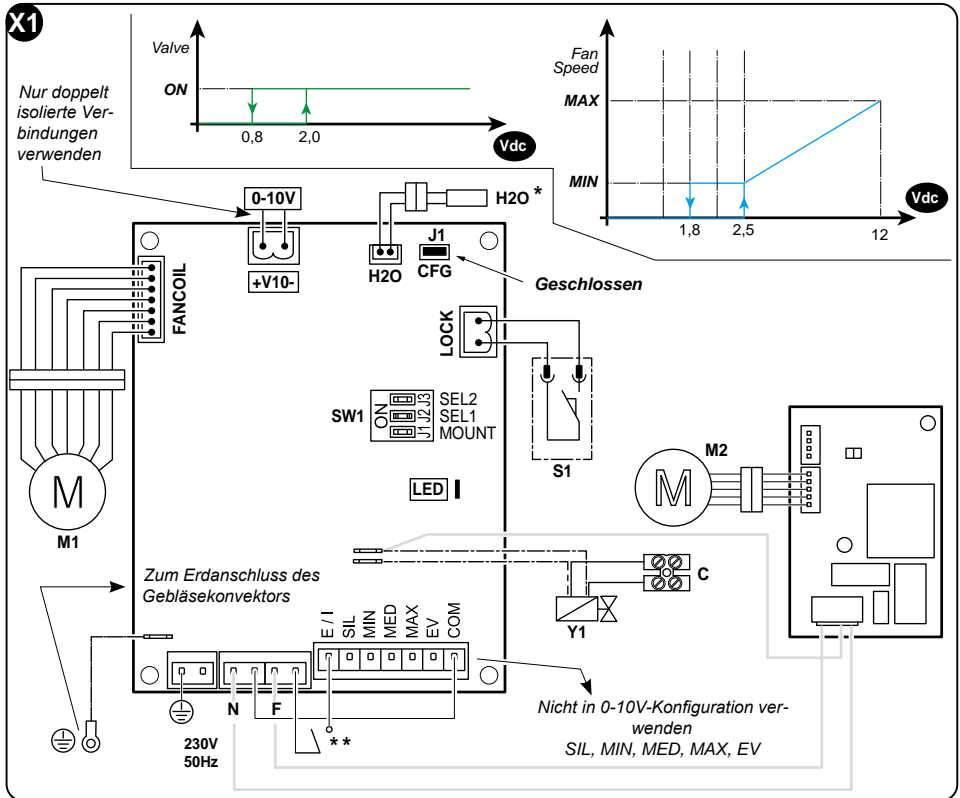 X1
Valve
ON
0,8
2,0
Vdc
Fan
Speed
MAX
MIN
1,8
2,5
12
Vdc
Nur doppelt
isolierte Ver-
bindungen
verwenden
0-10V
+V10-
H2O *
H2O
J1
CFG
Geschlossen
FANCOIL
LOCK
SW1
ON
J1 J2 J3
SEL2
SEL1
MOUNT
S1
LED
M
M1
M
M2
C
Y1
Zum Erdanschluss des
Gebläsekonvektors
E / I
SIL
MIN
MED
MAX
EV
COM
N
F
230V
50Hz
* *
Nicht in 0-10V-Konfiguration ver-
wenden
SIL, MIN, MED, MAX, EV